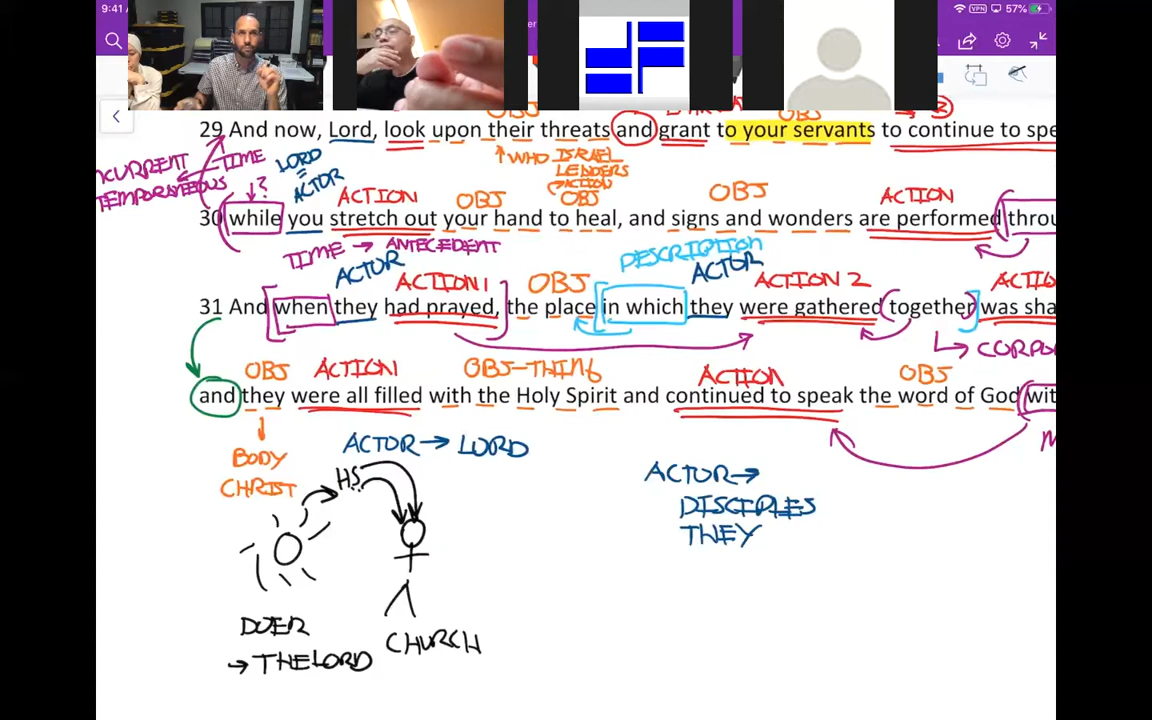 9:41
VPN 57%
OBJ OBJ
29 And now, Lord, look upon their threats and grant to your servants to continue to spe
CURRENT TIME LORD = WHO ISRAEL
TEMPORANEOUS ? ACTOR LEADERS
ACTION
ACTION OBJ OBJ OBJ ACTION
30 while you stretch out your hand to heal, and signs and wonders are performed throu
TIME → ANTECEDENT DESCRIPTION
ACTOR ACTION 1 OBJ ACTOR ACTION 2 ACTIO
31 And when they had prayed, the place in which they were gathered together was sha
CORPO
OBJ ACTION OBJ-THING ACTION OBJ
and they were all filled with the Holy Spirit and continued to speak the word of God wit
BODY ACTOR → LORD
CHRIST HS ACTOR →
DISCIPLES
THEY
DOER
→ THE LORD
CHURCH